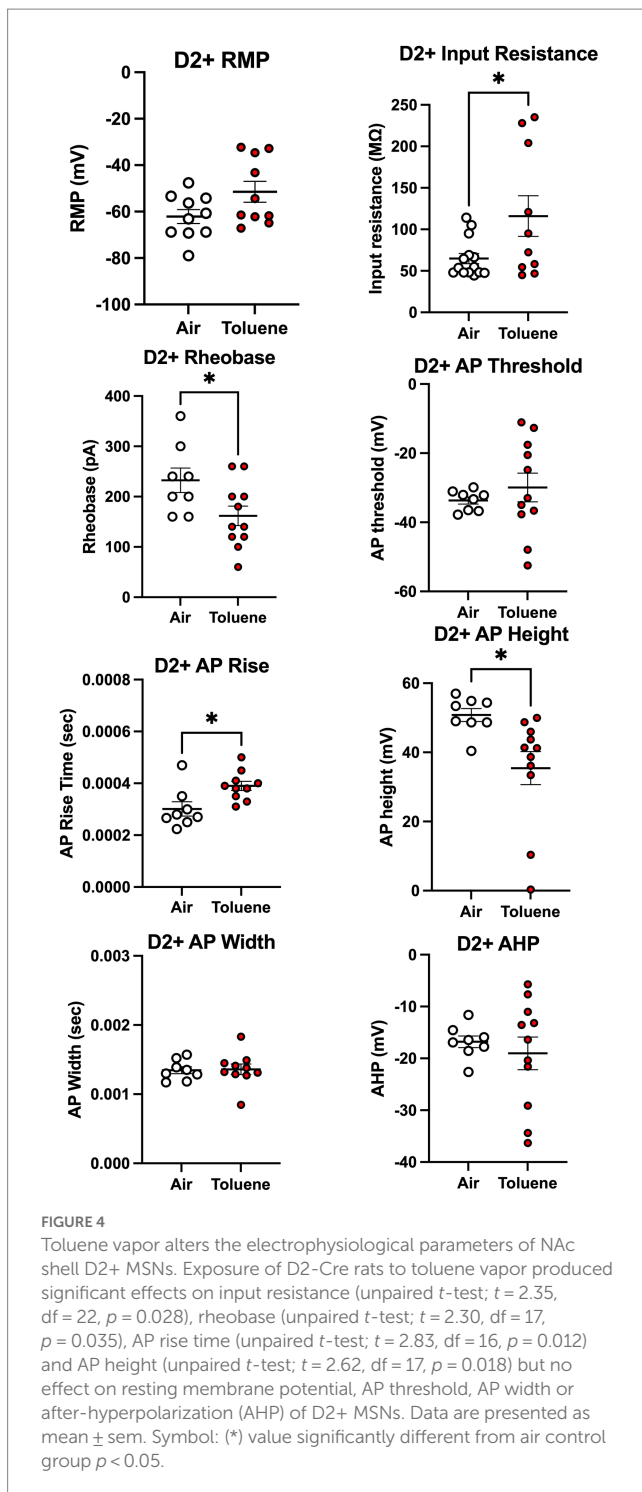 D2+ RMP
0
-20
-40
-60
-80
-100
RMP (mV)
Air
Toluene
D2+ Input Resistance
*
250
200
150
100
50
0
Input resistance (MΩ)
Air
Toluene
D2+ Rheobase
*
400
300
200
100
0
Rheobase (pA)
Air
Toluene
D2+ AP Threshold
0
-20
-40
-60
AP threshold (mV)
Air
Toluene
D2+ AP Rise
*
0.0008
0.0006
0.0004
0.0002
0.0000
AP Rise Time (sec)
Air
Toluene
D2+ AP Height
*
60
40
20
0
AP height (mV)
Air
Toluene
D2+ AP Width
0.003
0.002
0.001
0.000
AP Width (sec)
Air
Toluene
D2+ AHP
0
-10
-20
-30
-40
AHP (mV)
Air
Toluene
FIGURE 4
Toluene vapor alters the electrophysiological parameters of NAc
shell D2+ MSNs. Exposure of D2-Cre rats to toluene vapor produced
significant effects on input resistance (unpaired t-test; t = 2.35,
df = 22, p = 0.028), rheobase (unpaired t-test; t = 2.30, df = 17,
p = 0.035), AP rise time (unpaired t-test; t = 2.83, df = 16, p = 0.012)
and AP height (unpaired t-test; t = 2.62, df = 17, p = 0.018) but no
effect on resting membrane potential, AP threshold, AP width or
after-hyperpolarization (AHP) of D2+ MSNs. Data are presented as
mean ± sem. Symbol: (*) value significantly different from air control
group p < 0.05.